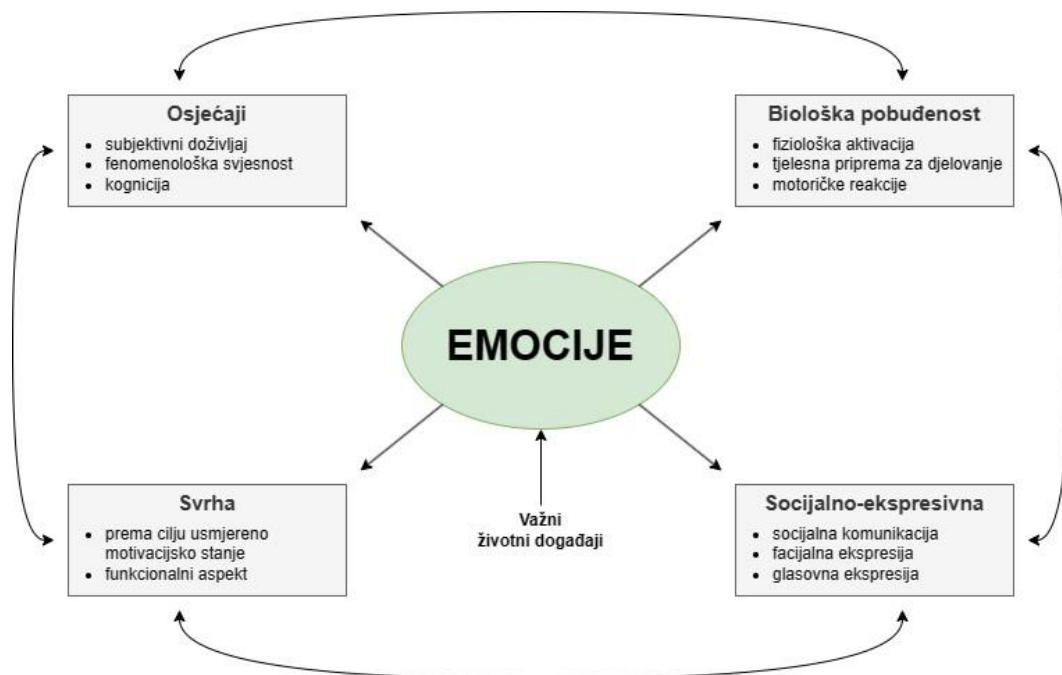 Osjećaji
• subjektivni doživljaj
• fenomenološka svjesnost
• kognicija
Biološka pobuđenost
• fiziološka aktivacija
• tjelesna priprema za djelovanje
• motoričke reakcije
EMOCIJE
Važni
životni događaji
Svrha
• prema cilju usmjereno
motivacijsko stanje
• funkcionalni aspekt
Socijalno-ekspresivna
• socijalna komunikacija
• facijalna ekspresija
• glasovna ekspresija